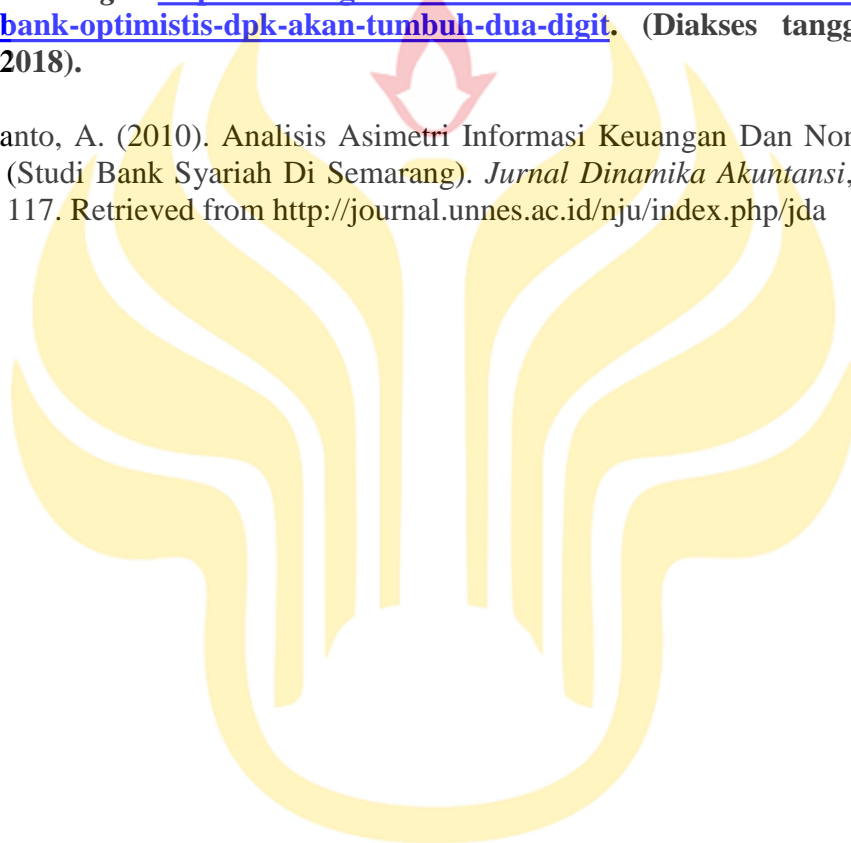 bank-optimistis-dpk-akan-tumbuh-dua-digit. (Diakses tangg
2018).
anto, A. (2010). Analisis Asimetri Informasi Keuangan Dan Nor
(Studi Bank Syariah Di Semarang). Jurnal Dinamika Akuntansi,
117. Retrieved from http://journal.unnes.ac.id/nju/index.php/jda